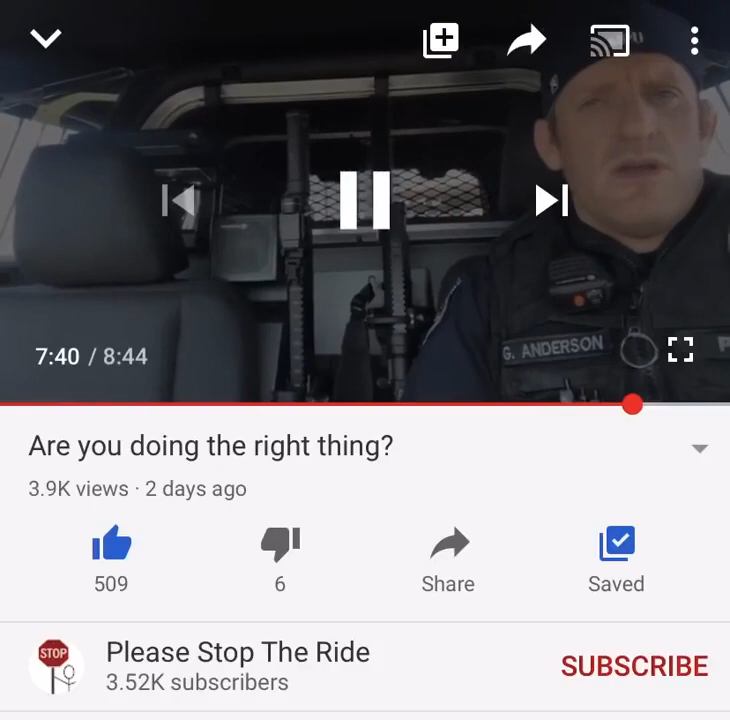 G. ANDERSON
7:40 / 8:44
Are you doing the right thing?
3.9K views · 2 days ago
509
6
Share
Saved
STOP
Please Stop The Ride
3.52K subscribers
SUBSCRIBE